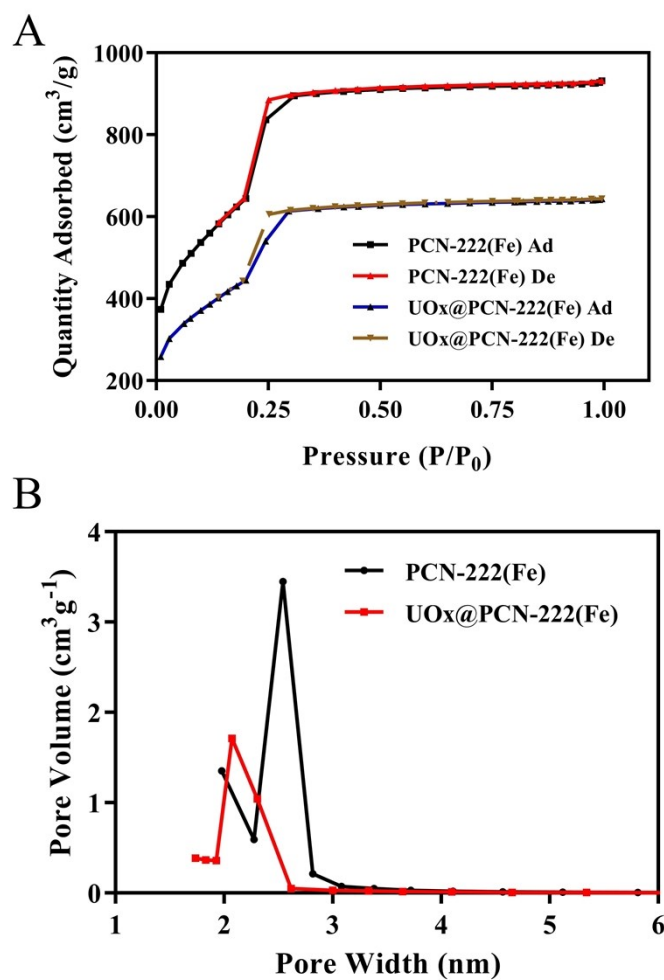 A
Quantity Adsorbed (cm³/g)
1000
800
600
400
200
0.00
0.25
0.50
0.75
1.00
Pressure (P/P₀)
PCN-222(Fe) Ad
PCN-222(Fe) De
UOx@PCN-222(Fe) Ad
UOx@PCN-222(Fe) De
B
Pore Volume (cm³g⁻¹)
4
3
2
1
0
1
2
3
4
5
6
Pore Width (nm)
PCN-222(Fe)
UOx@PCN-222(Fe)